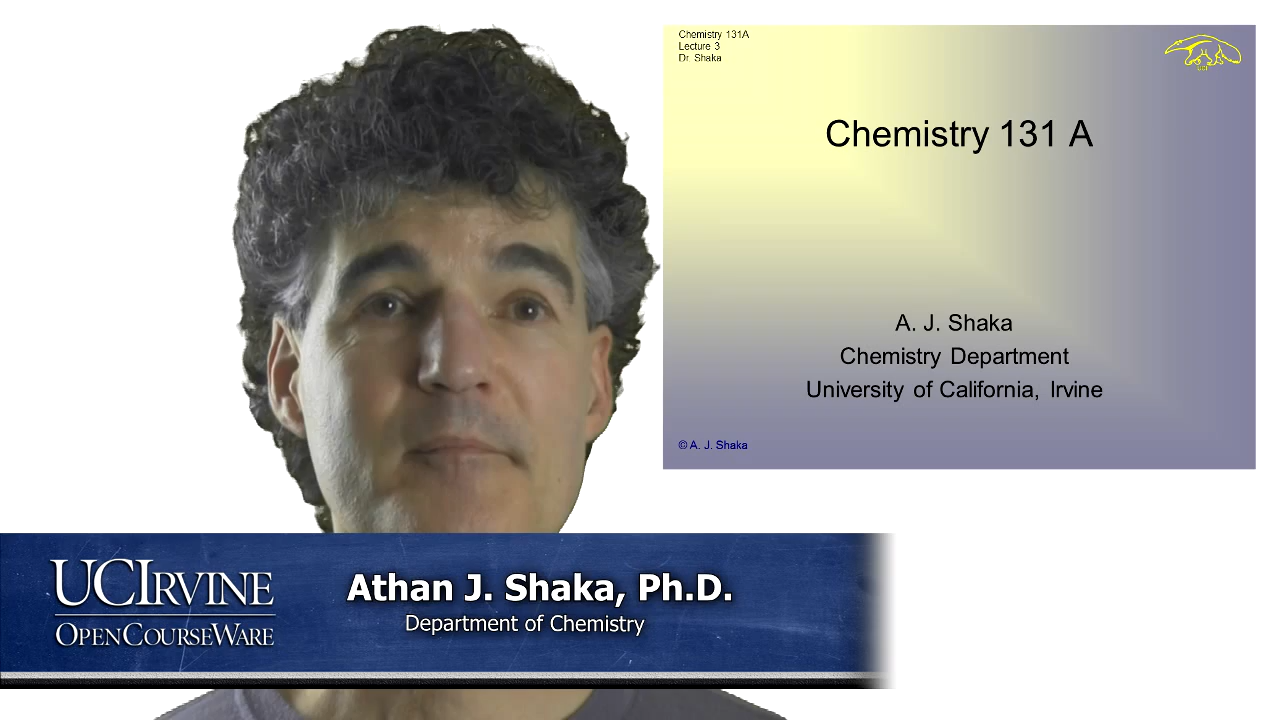 Chemistry 131A
Lecture 3
Dr. Shaka
UCI
Chemistry 131 A
A. J. Shaka
Chemistry Department
University of California, Irvine
© A. J. Shaka
UCIRVINE
OPENCOURSEWARE
Athan J. Shaka, Ph.D.
Department of Chemistry